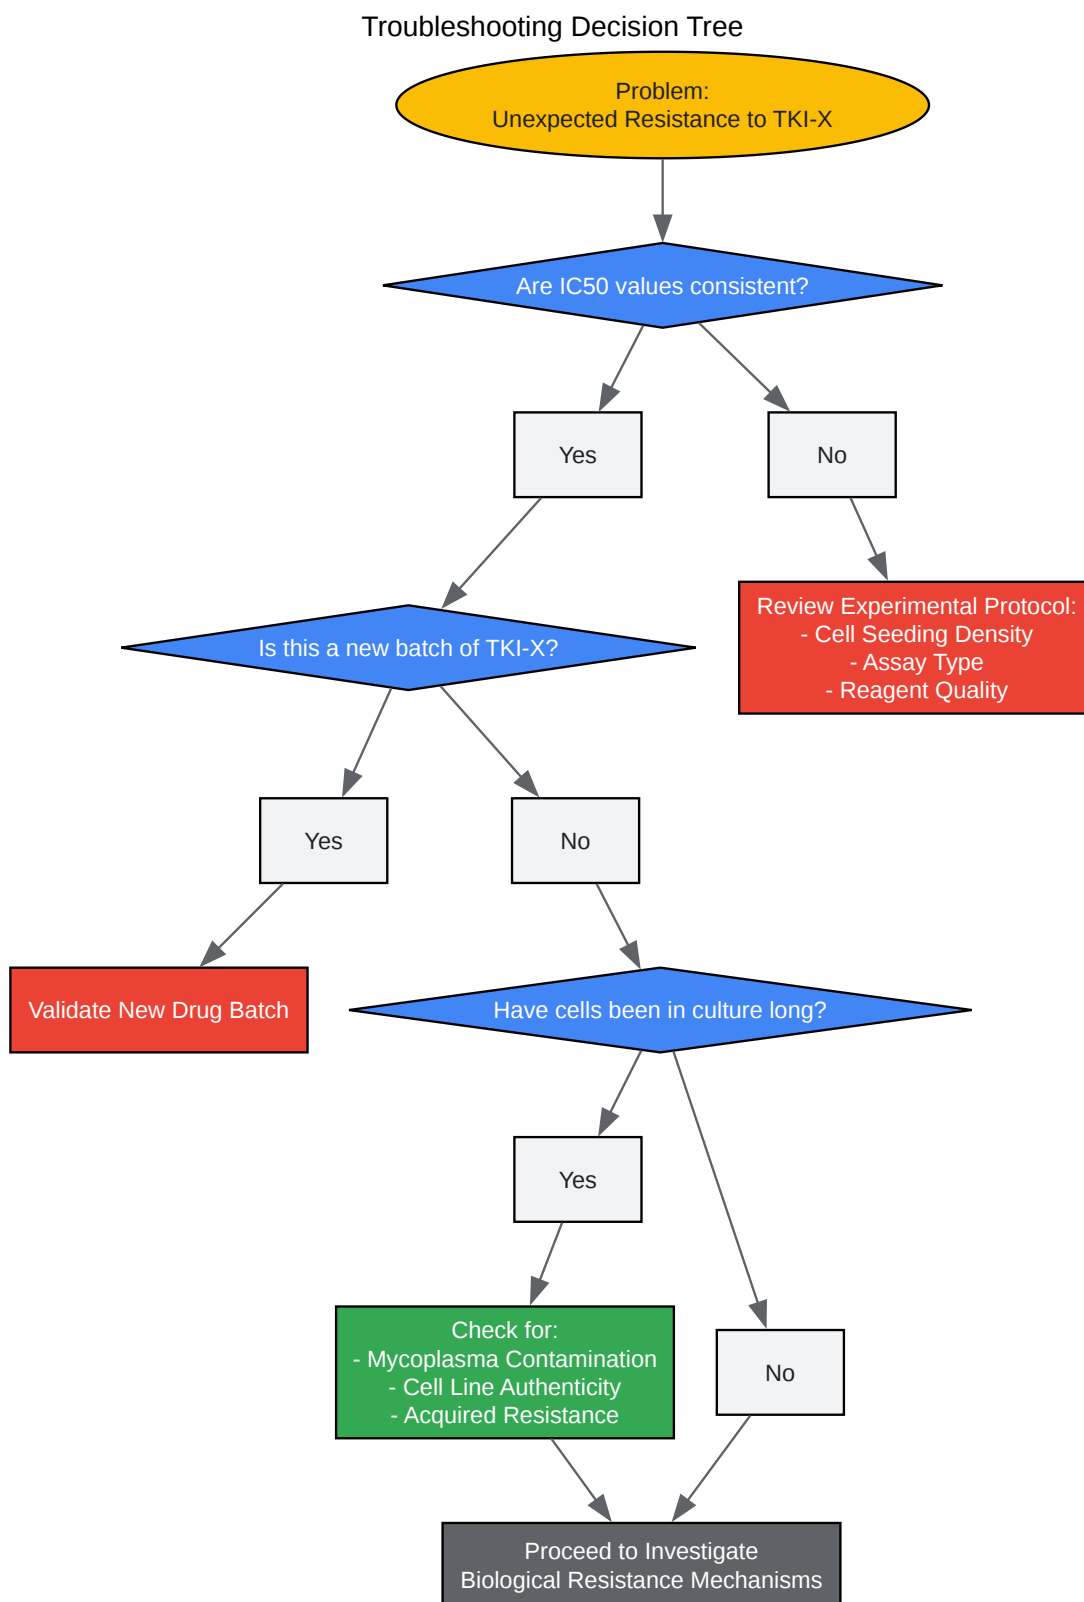 Troubleshooting Decision Tree
Problem:
Unexpected Resistance to TKI-X
Are IC50 values consistent?
Yes
No
Review Experimental Protocol:
- Cell Seeding Density
- Assay Type
- Reagent Quality
Is this a new batch of TKI-X?
Yes
No
Validate New Drug Batch
Have cells been in culture long?
Yes
No
Check for:
- Mycoplasma Contamination
- Cell Line Authenticity
- Acquired Resistance
Proceed to Investigate
Biological Resistance Mechanisms